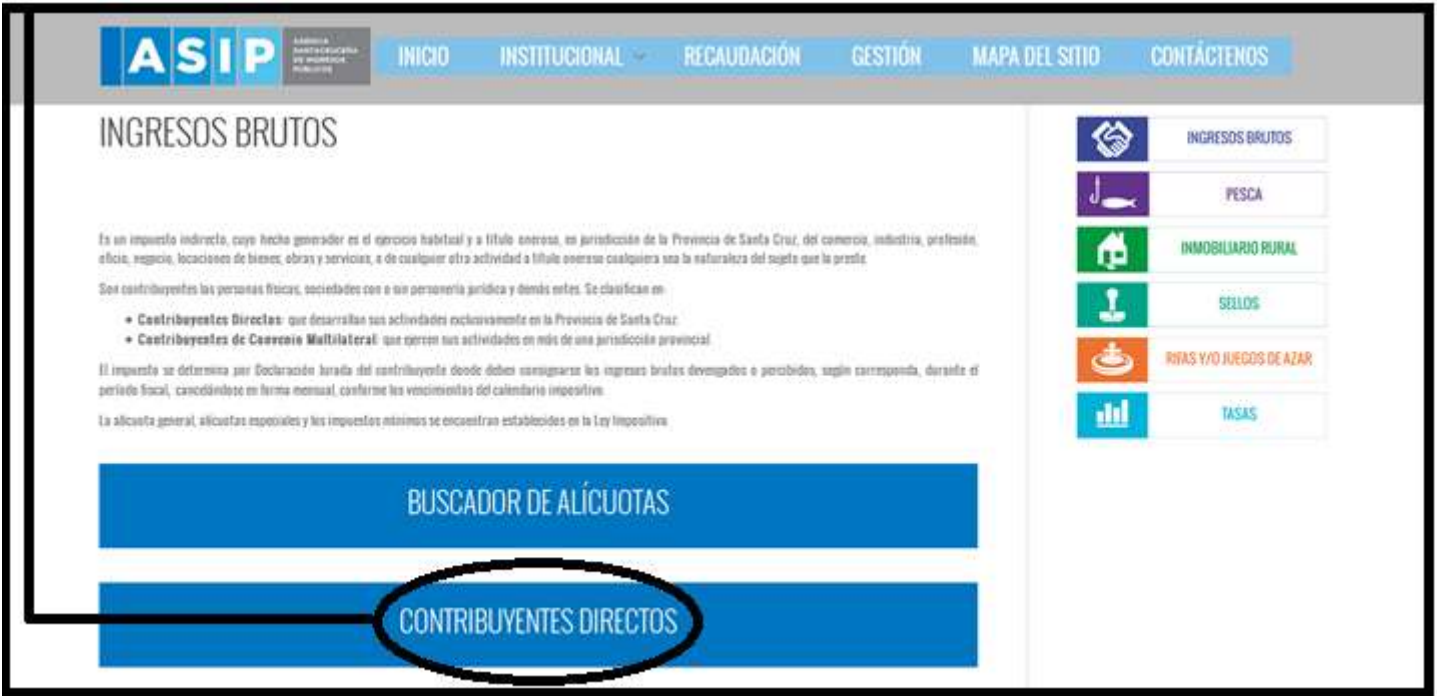 ASIP
AGENCIA
SANTACRUCEÑA
DE INGRESOS
PÚBLICOS
INICIO INSTITUCIONAL RECAUDACIÓN GESTIÓN MAPA DEL SITIO CONTÁCTENOS
INGRESOS BRUTOS
Es un impuesto indirecto, cuyo hecho generador es el ejercicio habitual y a título oneroso, en jurisdicción de la Provincia de Santa Cruz, del comercio, industria, profesión,
oficio, negocio, locaciones de bienes, obras y servicios, o de cualquier otra actividad a título oneroso cualquiera sea la naturaleza del sujeto que la preste.
Son contribuyentes las personas físicas, sociedades con o sin personería jurídica y demás entes. Se clasifican en:
• Contribuyentes Directos: que desarrollan sus actividades exclusivamente en la Provincia de Santa Cruz.
• Contribuyentes de Convenio Multilateral: que ejercen sus actividades en más de una jurisdicción provincial.
El impuesto se determina por Declaración Jurada del contribuyente donde deben consignarse los ingresos brutos devengados o percibidos, según corresponda, durante el
período fiscal, cancelándose en forma mensual, conforme los vencimientos del calendario impositivo.
La alícuota general, alícuotas especiales y los impuestos mínimos se encuentran establecidos en la Ley Impositiva.
BUSCADOR DE ALÍCUOTAS
CONTRIBUYENTES DIRECTOS
INGRESOS BRUTOS
PESCA
INMOBILIARIO RURAL
SELLOS
RIFAS Y/O JUEGOS DE AZAR
TASAS